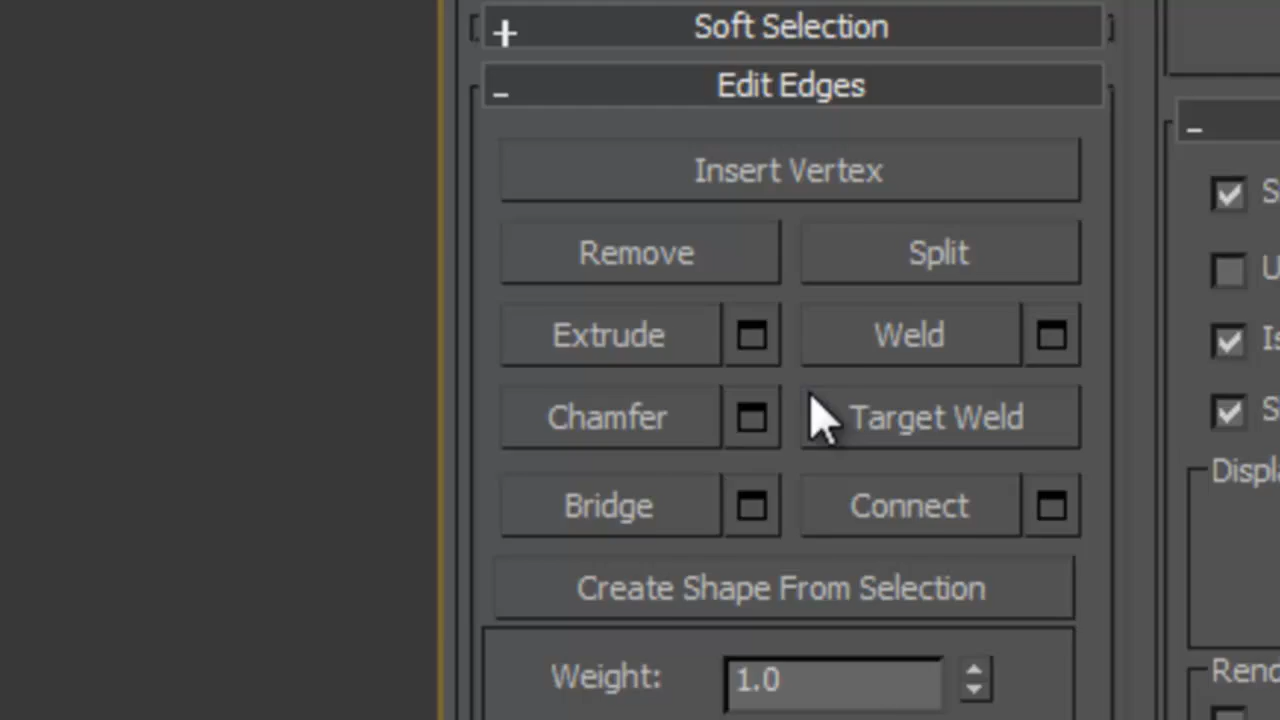 + Soft Selection
- Edit Edges
Insert Vertex
Remove Split
Extrude Weld
Chamfer Target Weld
Bridge Connect
Create Shape From Selection
Weight: 1.0